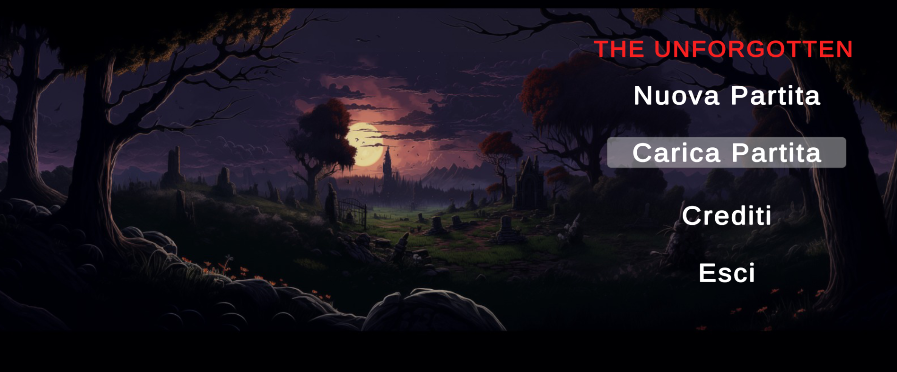 THE UNFORGOTTEN
Nuova Partita
Carica Partita
Crediti
Esci